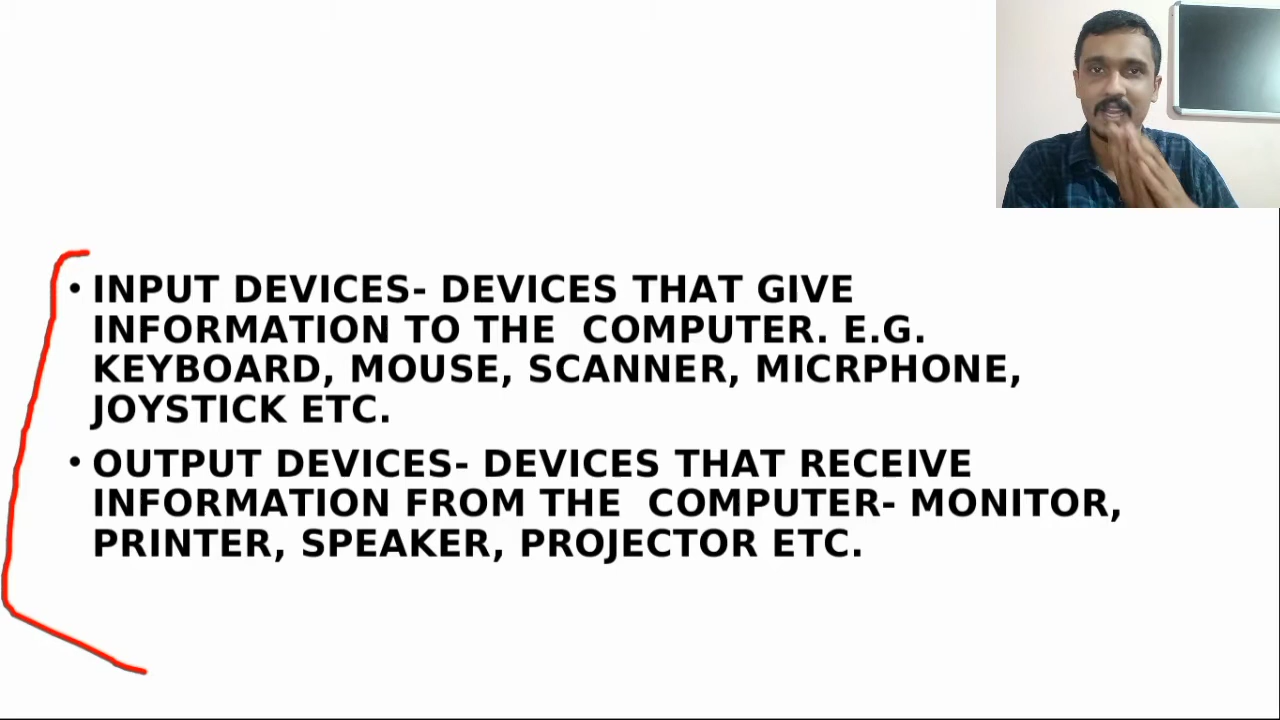 • INPUT DEVICES- DEVICES THAT GIVE
INFORMATION TO THE  COMPUTER. E.G.
KEYBOARD, MOUSE, SCANNER, MICRPHONE,
JOYSTICK ETC.
• OUTPUT DEVICES- DEVICES THAT RECEIVE
INFORMATION FROM THE  COMPUTER- MONITOR,
PRINTER, SPEAKER, PROJECTOR ETC.